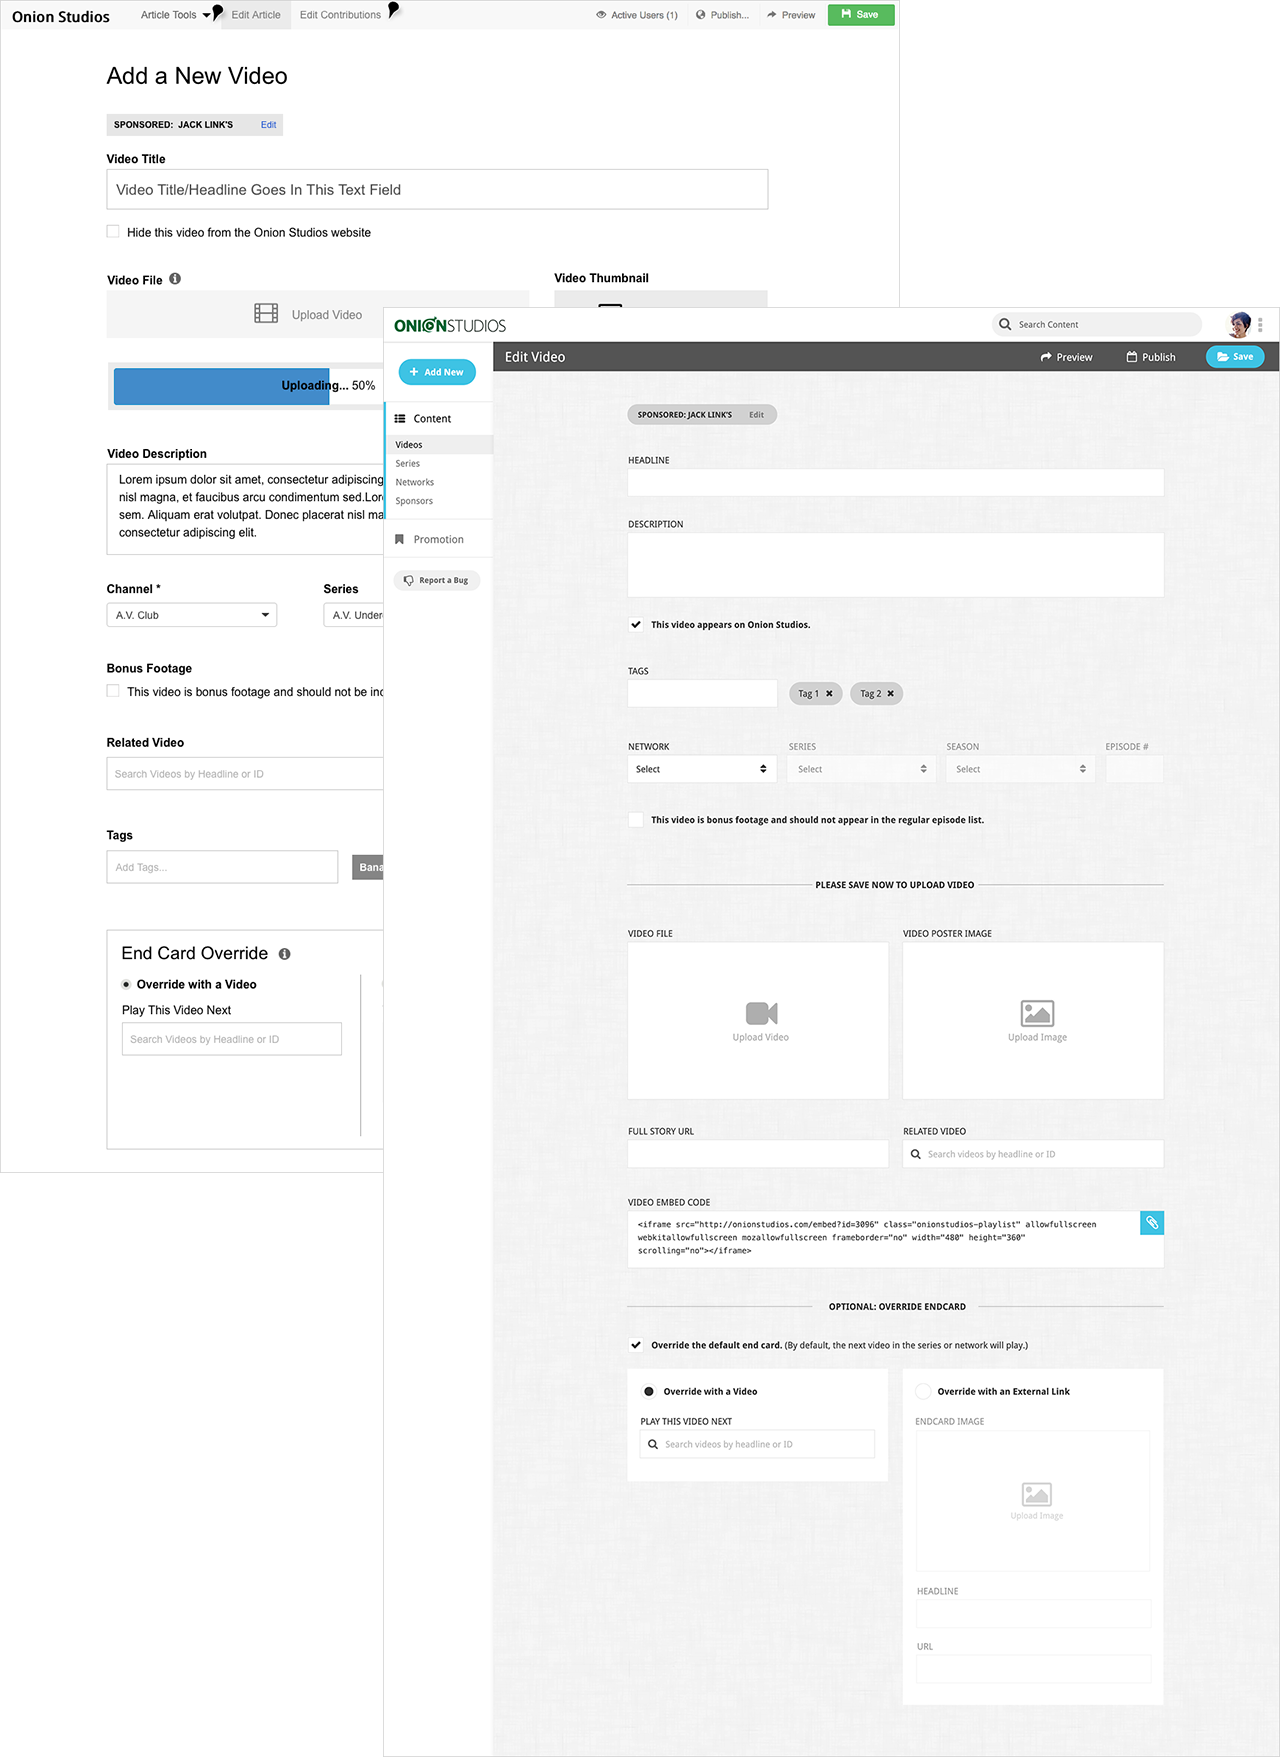 Onion Studios
Article Tools
Edit Article
Edit Contributions
Active Users (1)
Publish...
Preview
Save
Add a New Video
SPONSORED: JACK LINK'S Edit
Video Title
Video Title/Headline Goes In This Text Field
Hide this video from the Onion Studios website
Video File
Video Thumbnail
Upload Video
Uploading... 50%
Video Description
Lorem ipsum dolor sit amet, consectetur adipiscing
nisl magna, et faucibus arcu condimentum sed.Lor
sem. Aliquam erat volutpat. Donec placerat nisl ma
consectetur adipiscing elit.
Channel *
Series
A.V. Club
A.V. Under
Bonus Footage
This video is bonus footage and should not be inc
Related Video
Search Videos by Headline or ID
Tags
Add Tags...
Bana
End Card Override
Override with a Video
Play This Video Next
Search Videos by Headline or ID
ONIONSTUDIOS
Search Content
Add New
Edit Video
Preview
Publish
Save
Content
Videos
Series
Networks
Sponsors
Promotion
Report a Bug
SPONSORED: JACK LINK'S Edit
HEADLINE
DESCRIPTION
This video appears on Onion Studios.
TAGS
Tag 1
Tag 2
NETWORK
SERIES
SEASON
EPISODE #
Select
Select
Select
This video is bonus footage and should not appear in the regular episode list.
PLEASE SAVE NOW TO UPLOAD VIDEO
VIDEO FILE
VIDEO POSTER IMAGE
Upload Video
Upload Image
FULL STORY URL
RELATED VIDEO
Search videos by headline or ID
VIDEO EMBED CODE
<iframe src="http://onionstudios.com/embed?id=3096" class="onionstudios-playlist" allowfullscreen
webkitallowfullscreen mozallowfullscreen frameborder="no" width="480" height="360"
scrolling="no"></iframe>
OPTIONAL: OVERRIDE ENDCARD
Override the default end card. (By default, the next video in the series or network will play.)
Override with a Video
Override with an External Link
PLAY THIS VIDEO NEXT
Search videos by headline or ID
ENDCARD IMAGE
Upload Image
HEADLINE
URL